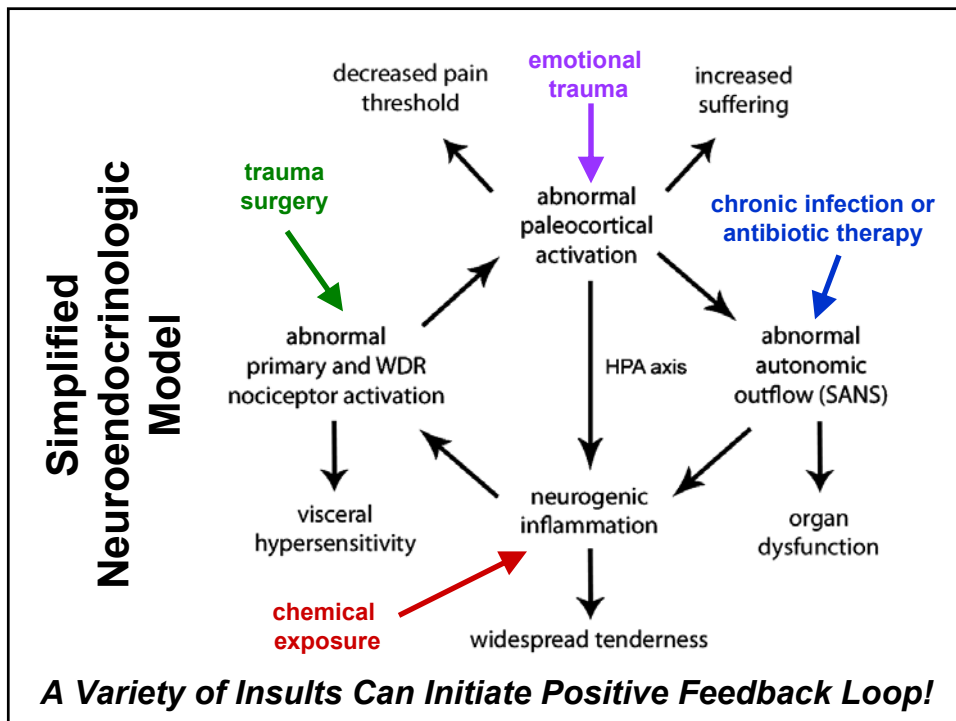 Simplified
Neuroendocrinologic
Model
decreased pain
threshold
emotional
trauma
increased
suffering
trauma
surgery
abnormal
paleocortical
activation
chronic infection or
antibiotic therapy
abnormal
primary and WDR
nociceptor activation
HPA axis
abnormal
autonomic
outflow (SANS)
visceral
hypersensitivity
neurogenic
inflammation
organ
dysfunction
chemical
exposure
widespread tenderness
A Variety of Insults Can Initiate Positive Feedback Loop!